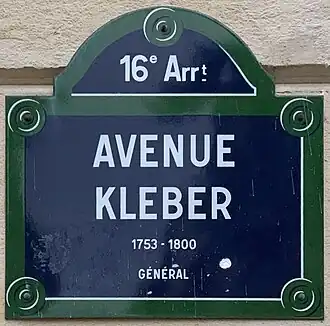 16e Arrt
AVENUE
KLEBER
1753 - 1800
GÉNÉRAL